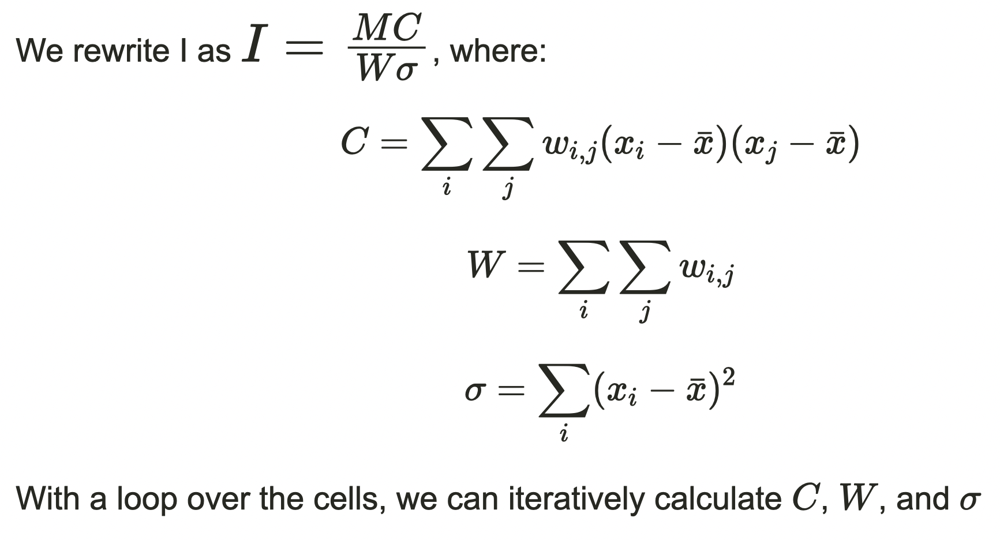 We rewrite I as $I = \frac{MC}{W\sigma}$, where:
$C = \sum_i \sum_j w_{i,j}(x_i - \bar{x})(x_j - \bar{x})$
$W = \sum_i \sum_j w_{i,j}$
$\sigma = \sum_i (x_i - \bar{x})^2$
With a loop over the cells, we can iteratively calculate $C$, $W$, and $\sigma$